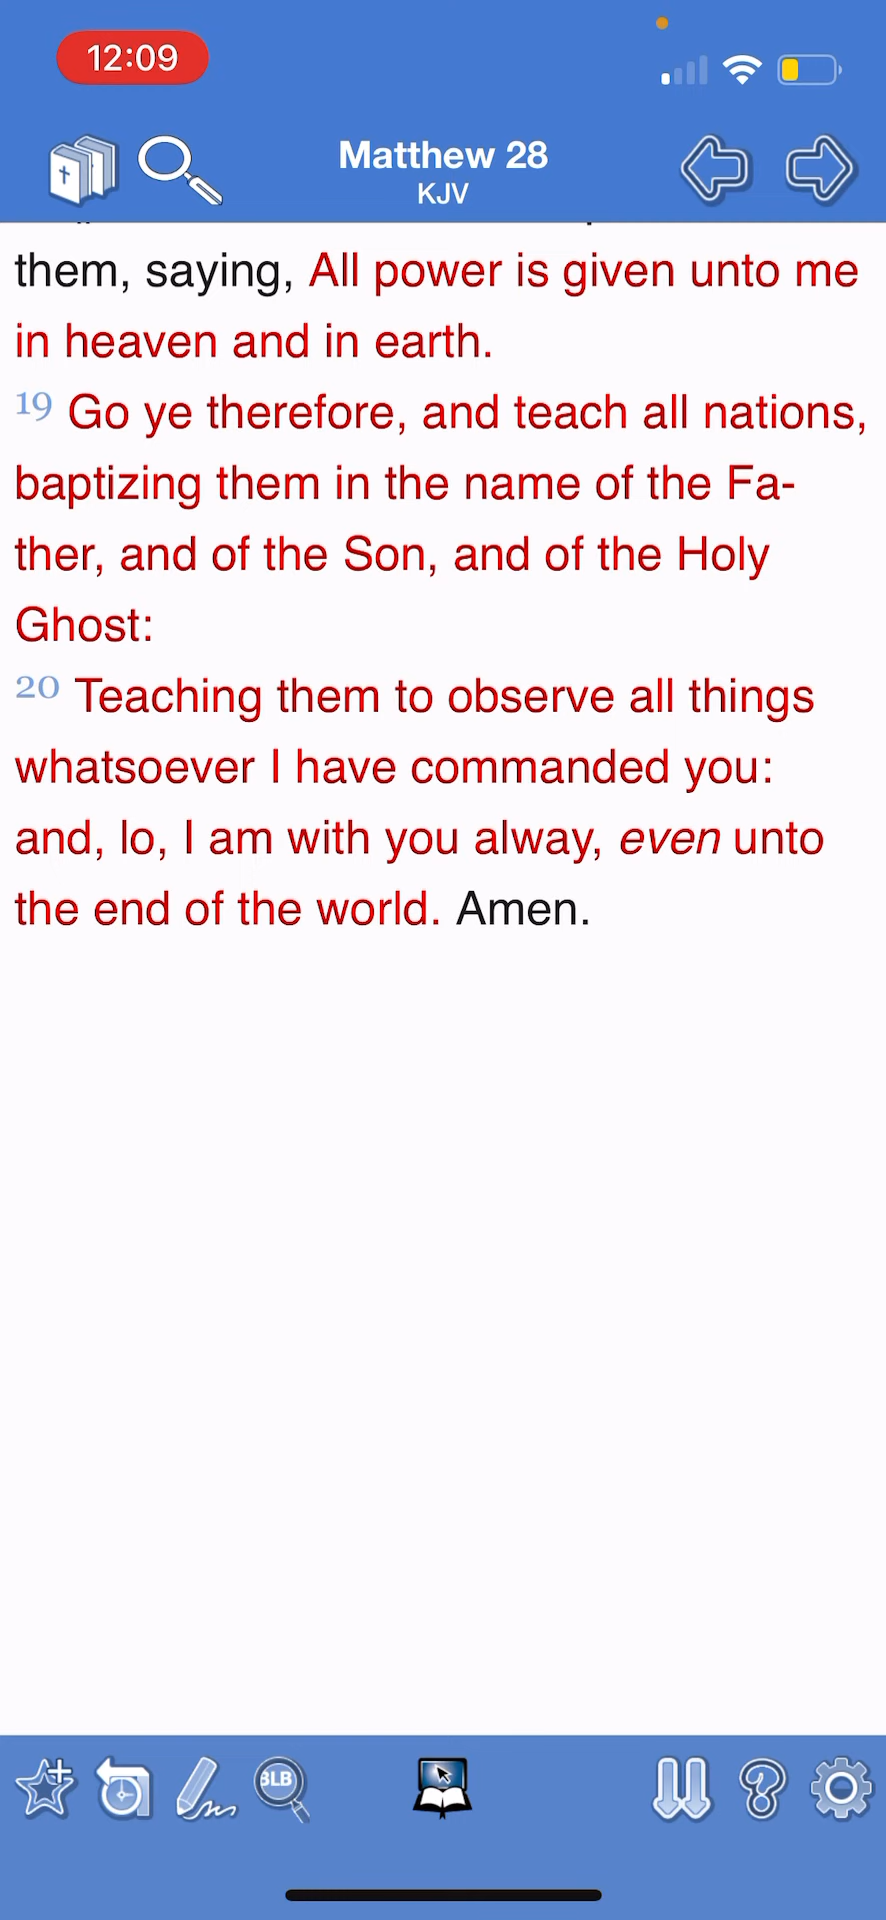 12:09
Matthew 28
KJV
them, saying, All power is given unto me
in heaven and in earth.
19 Go ye therefore, and teach all nations,
baptizing them in the name of the Fa-
ther, and of the Son, and of the Holy
Ghost:
20 Teaching them to observe all things
whatsoever I have commanded you:
and, lo, I am with you alway, even unto
the end of the world. Amen.
BLB